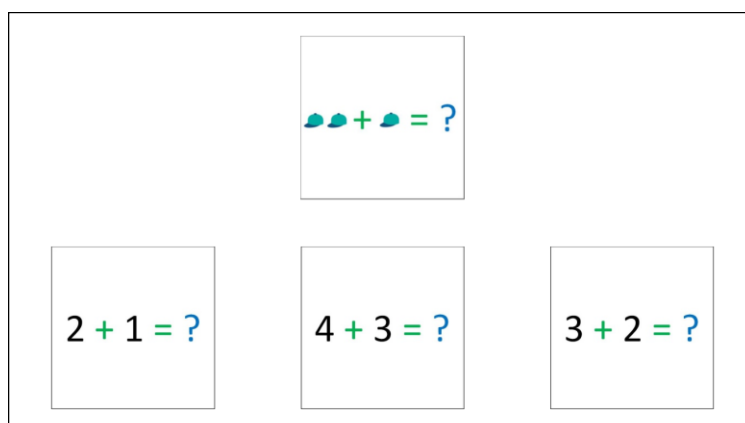 + = ?
2 + 1 = ?
4 + 3 = ?
3 + 2 = ?